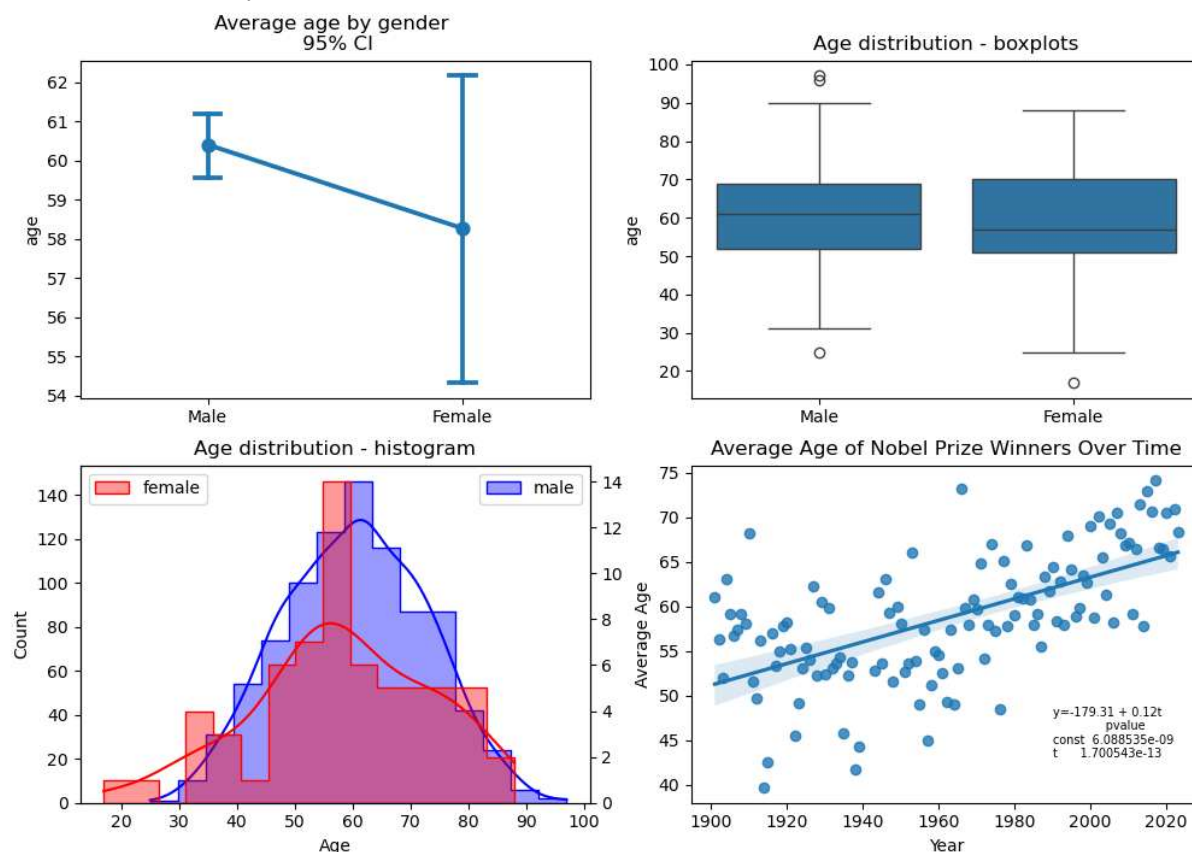 Average age by gender
95% CI
62
61
60
59
58
57
56
55
54
age
Male Female
Age distribution - boxplots
100
90
80
70
60
50
40
30
20
age
Male Female
Age distribution - histogram
female
male
140
120
100
80
60
40
20
0
Count
14
12
10
8
6
4
2
0
20 30 40 50 60 70 80 90 100
Age
Average Age of Nobel Prize Winners Over Time
75
70
65
60
55
50
45
40
Average Age
y=-179.31 + 0.12t
pvalue
const 6.088535e-09
t 1.700543e-13
1900 1920 1940 1960 1980 2000 2020
Year